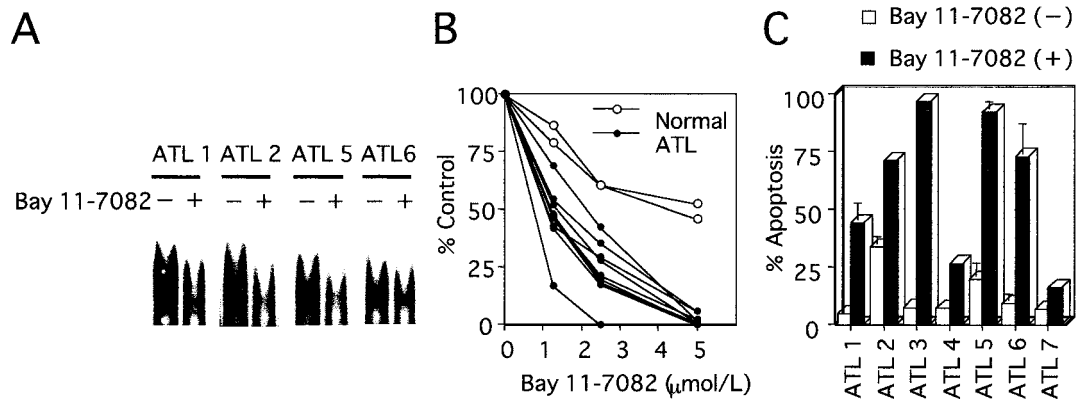 A
ATL 1 ATL 2 ATL 5 ATL6
Bay 11-7082 − + − + − + − +
B
% Control
100
75
50
25
0
Normal
ATL
0 1 2 3 4 5
Bay 11-7082 (μmol/L)
C
Bay 11-7082 (−)
Bay 11-7082 (+)
% Apoptosis
100
75
50
25
0
ATL 1
ATL 2
ATL 3
ATL 4
ATL 5
ATL 6
ATL 7